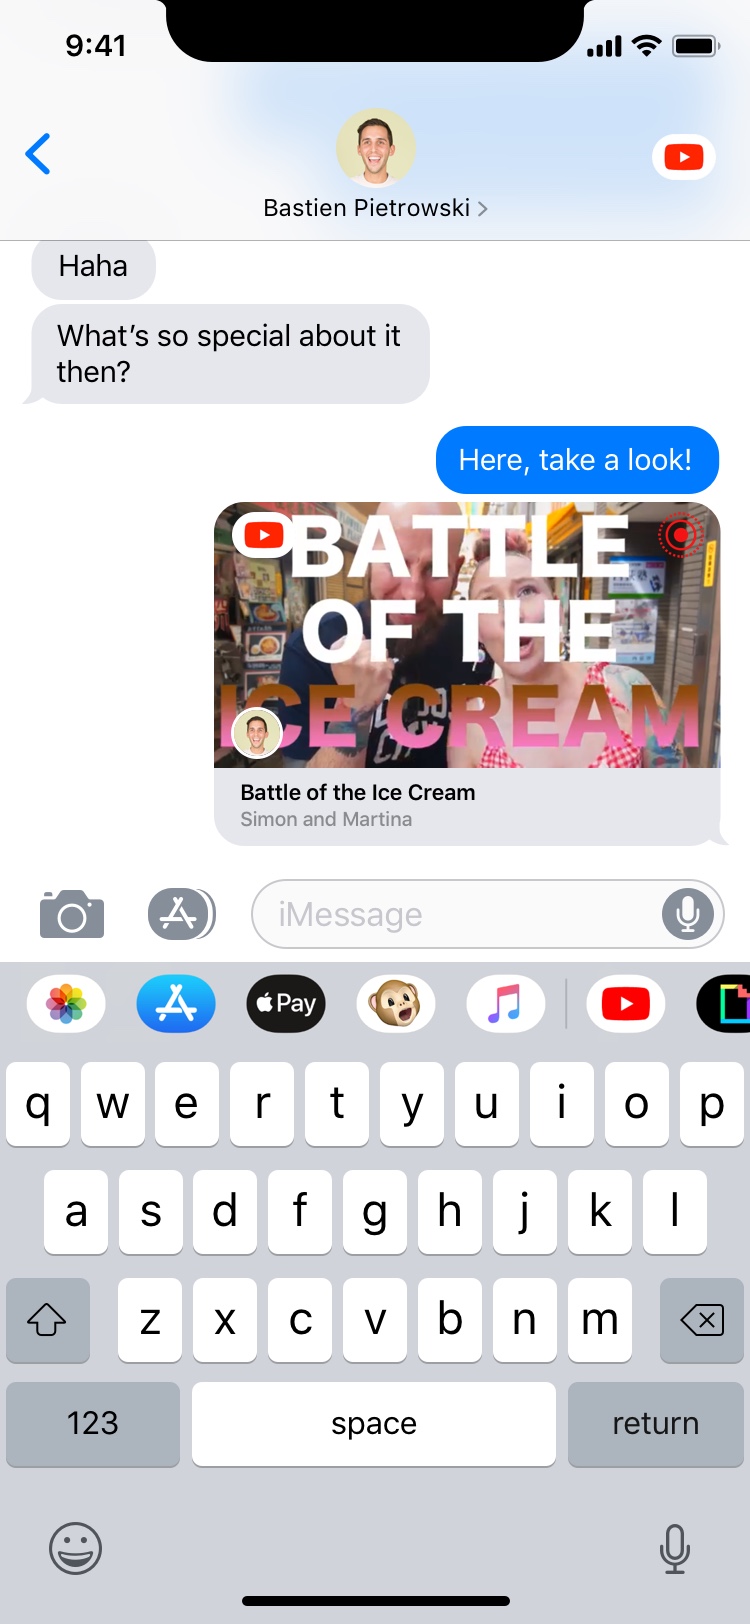 9:41
Bastien Pietrowski
Haha
What’s so special about it
then?
Here, take a look!
BATTLE
OF THE
ICE CREAM
Battle of the Ice Cream
Simon and Martina
iMessage
Pay
q w e r t y u i o p
a s d f g h j k l
z x c v b n m
123 space return